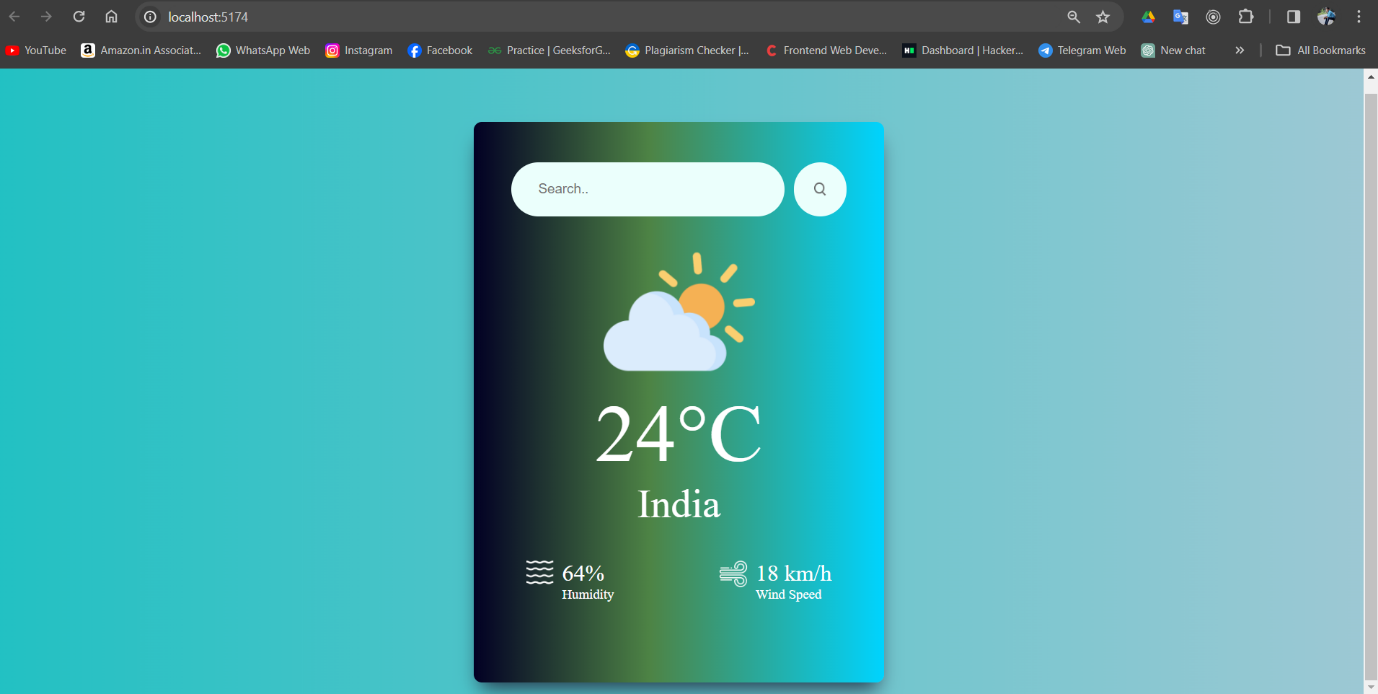 localhost:5174
YouTube Amazon.in Associat... WhatsApp Web Instagram Facebook Practice | GeeksforG... Plagiarism Checker |... Frontend Web Deve... Dashboard | Hacker... Telegram Web New chat » All Bookmarks
Search..
24°C
India
64% 18 km/h
Humidity Wind Speed